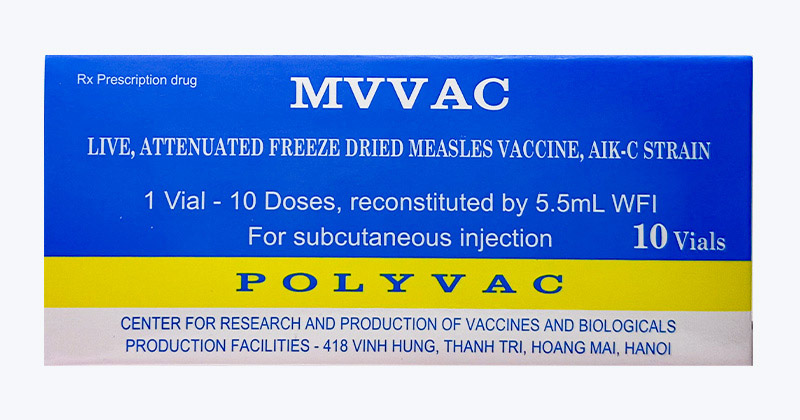 Rx Prescription drug
MVVAC
LIVE, ATTENUATED FREEZE DRIED MEASLES VACCINE, AIK-C STRAIN
1 Vial - 10 Doses, reconstituted by 5.5mL WFI
For subcutaneous injection
10 Vials
POLYVAC
CENTER FOR RESEARCH AND PRODUCTION OF VACCINES AND BIOLOGICALS
PRODUCTION FACILITIES - 418 VINH HUNG, THANH TRI, HOANG MAI, HANOI